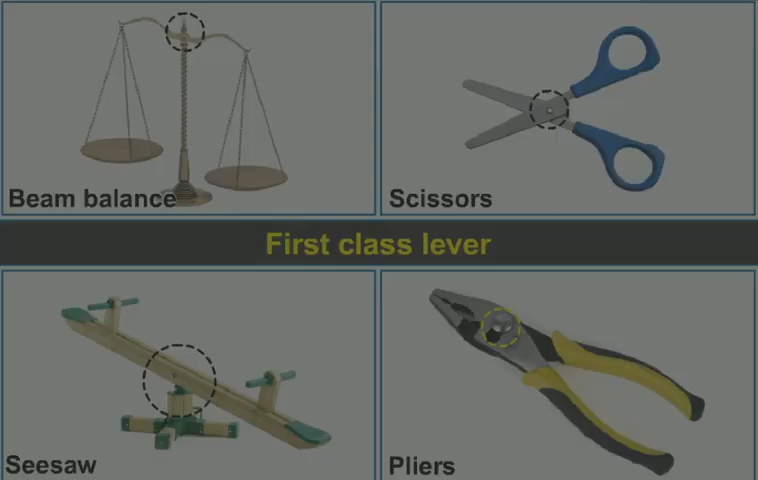 Beam balance
Scissors
First class lever
Seesaw
Pliers